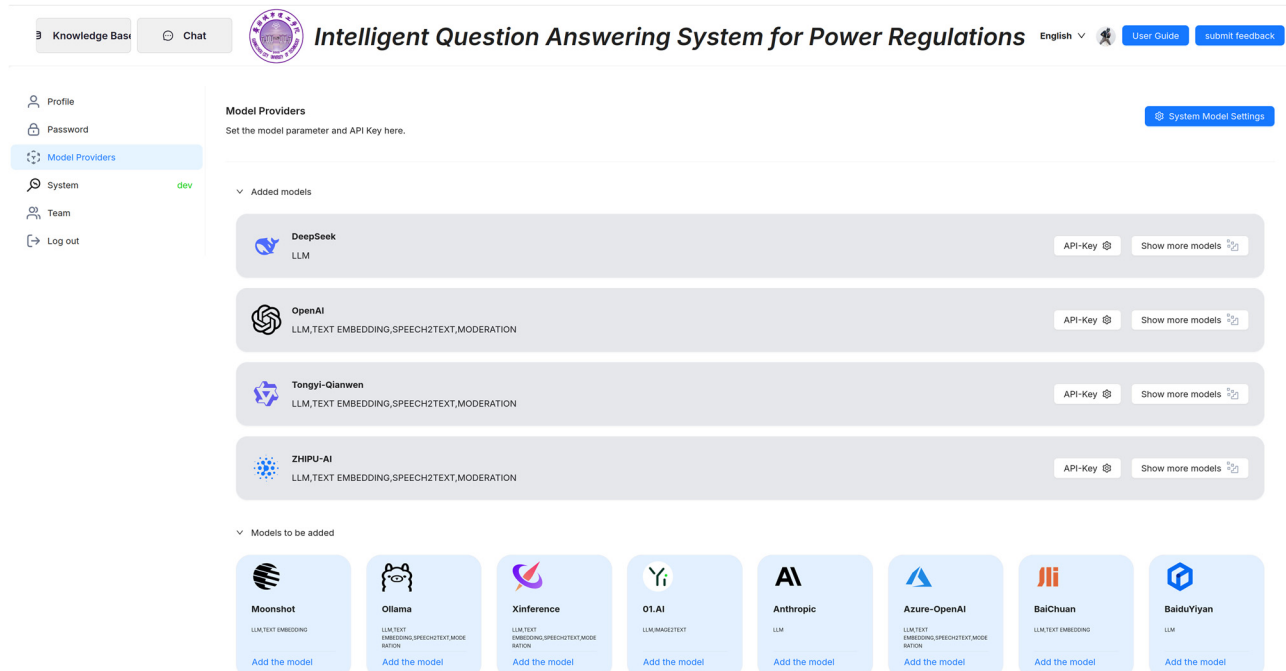 Knowledge Base
Chat
Intelligent Question Answering System for Power Regulations
English
User Guide
submit feedback
Profile
Password
Model Providers
System dev
Team
Log out
Model Providers
Set the model parameter and API Key here.
System Model Settings
Added models
DeepSeek
LLM
API-Key
Show more models
OpenAI
LLM,TEXT EMBEDDING,SPEECH2TEXT,MODERATION
API-Key
Show more models
Tongyi-Qianwen
LLM,TEXT EMBEDDING,SPEECH2TEXT,MODERATION
API-Key
Show more models
ZHIPU-AI
LLM,TEXT EMBEDDING,SPEECH2TEXT,MODERATION
API-Key
Show more models
Models to be added
Moonshot
LLM,TEXT EMBEDDING
Add the model
Ollama
LLM,TEXT
EMBEDDING,SPEECH2TEXT,MODE
RATION
Add the model
Xinference
LLM,TEXT
EMBEDDING,SPEECH2TEXT,MODE
RATION
Add the model
01.AI
LLM,IMAGE2TEXT
Add the model
Anthropic
LLM
Add the model
Azure-OpenAI
LLM,TEXT
EMBEDDING,SPEECH2TEXT,MODE
RATION
Add the model
BaiChuan
LLM,TEXT EMBEDDING
Add the model
BaiduYiyan
LLM
Add the model